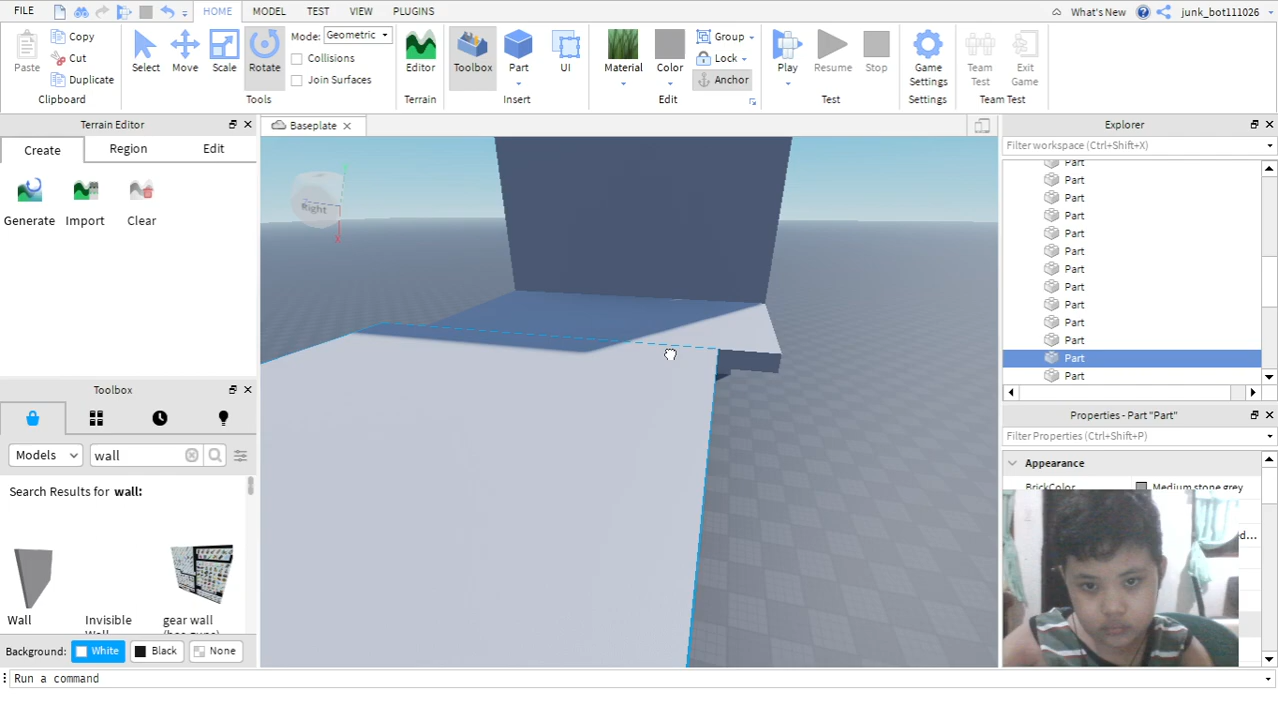 FILE HOME MODEL TEST VIEW PLUGINS What's New junk_bot111026
Paste Copy Cut Duplicate Clipboard
Select Move Scale Rotate Mode: Geometric Collisions Join Surfaces Tools
Editor Terrain
Toolbox Part UI Insert
Material Color Group Lock Anchor Edit
Play Resume Stop Test
Game Settings Settings
Team Test Exit Game Team Test
Terrain Editor
Create Region Edit
Generate Import Clear
Toolbox
Models wall
Search Results for wall:
Wall Invisible gear wall
Background: White Black None
Baseplate
Right
Explorer
Filter workspace (Ctrl+Shift+X)
Part
Part
Part
Part
Part
Part
Part
Part
Part
Part
Part
Part
Part
Properties - Part "Part"
Filter Properties (Ctrl+Shift+P)
Appearance
BrickColor Medium stone grey
Run a command